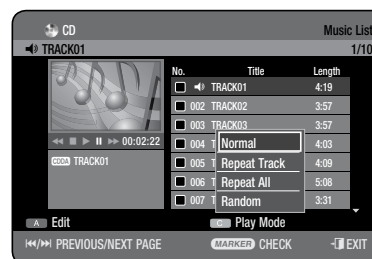 CD Music List
TRACK01 1/10
No. Title Length
TRACK01 4:19
002 TRACK02 3:57
003 TRACK03 3:57
004 T 4:03
005 T 4:09
006 T 5:08
007 T 3:31
00:02:22
CDDA TRACK01
Normal
Repeat Track
Repeat All
Random
A Edit C Play Mode
PREVIOUS/NEXT PAGE MARKER CHECK EXIT